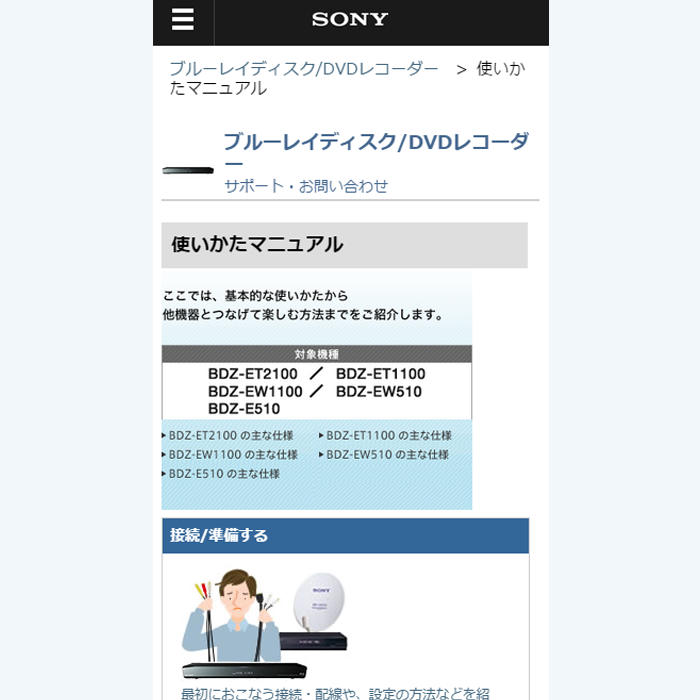 SONY
ブルーレイディスク/DVDレコーダー > 使いか
たマニュアル
ブルーレイディスク/DVDレコーダ
ー
サポート・お問い合わせ
使いかたマニュアル
ここでは、基本的な使いかたから
他機器とつなげて楽しむ方法までをご紹介します。
対象機種
BDZ-ET2100 ／ BDZ-ET1100
BDZ-EW1100 ／ BDZ-EW510
BDZ-E510
BDZ-ET2100 の主な仕様 BDZ-ET1100 の主な仕様
BDZ-EW1100 の主な仕様 BDZ-EW510 の主な仕様
BDZ-E510 の主な仕様
接続/準備する
SONY
最初におこなう接続・配線や、設定の方法などを紹